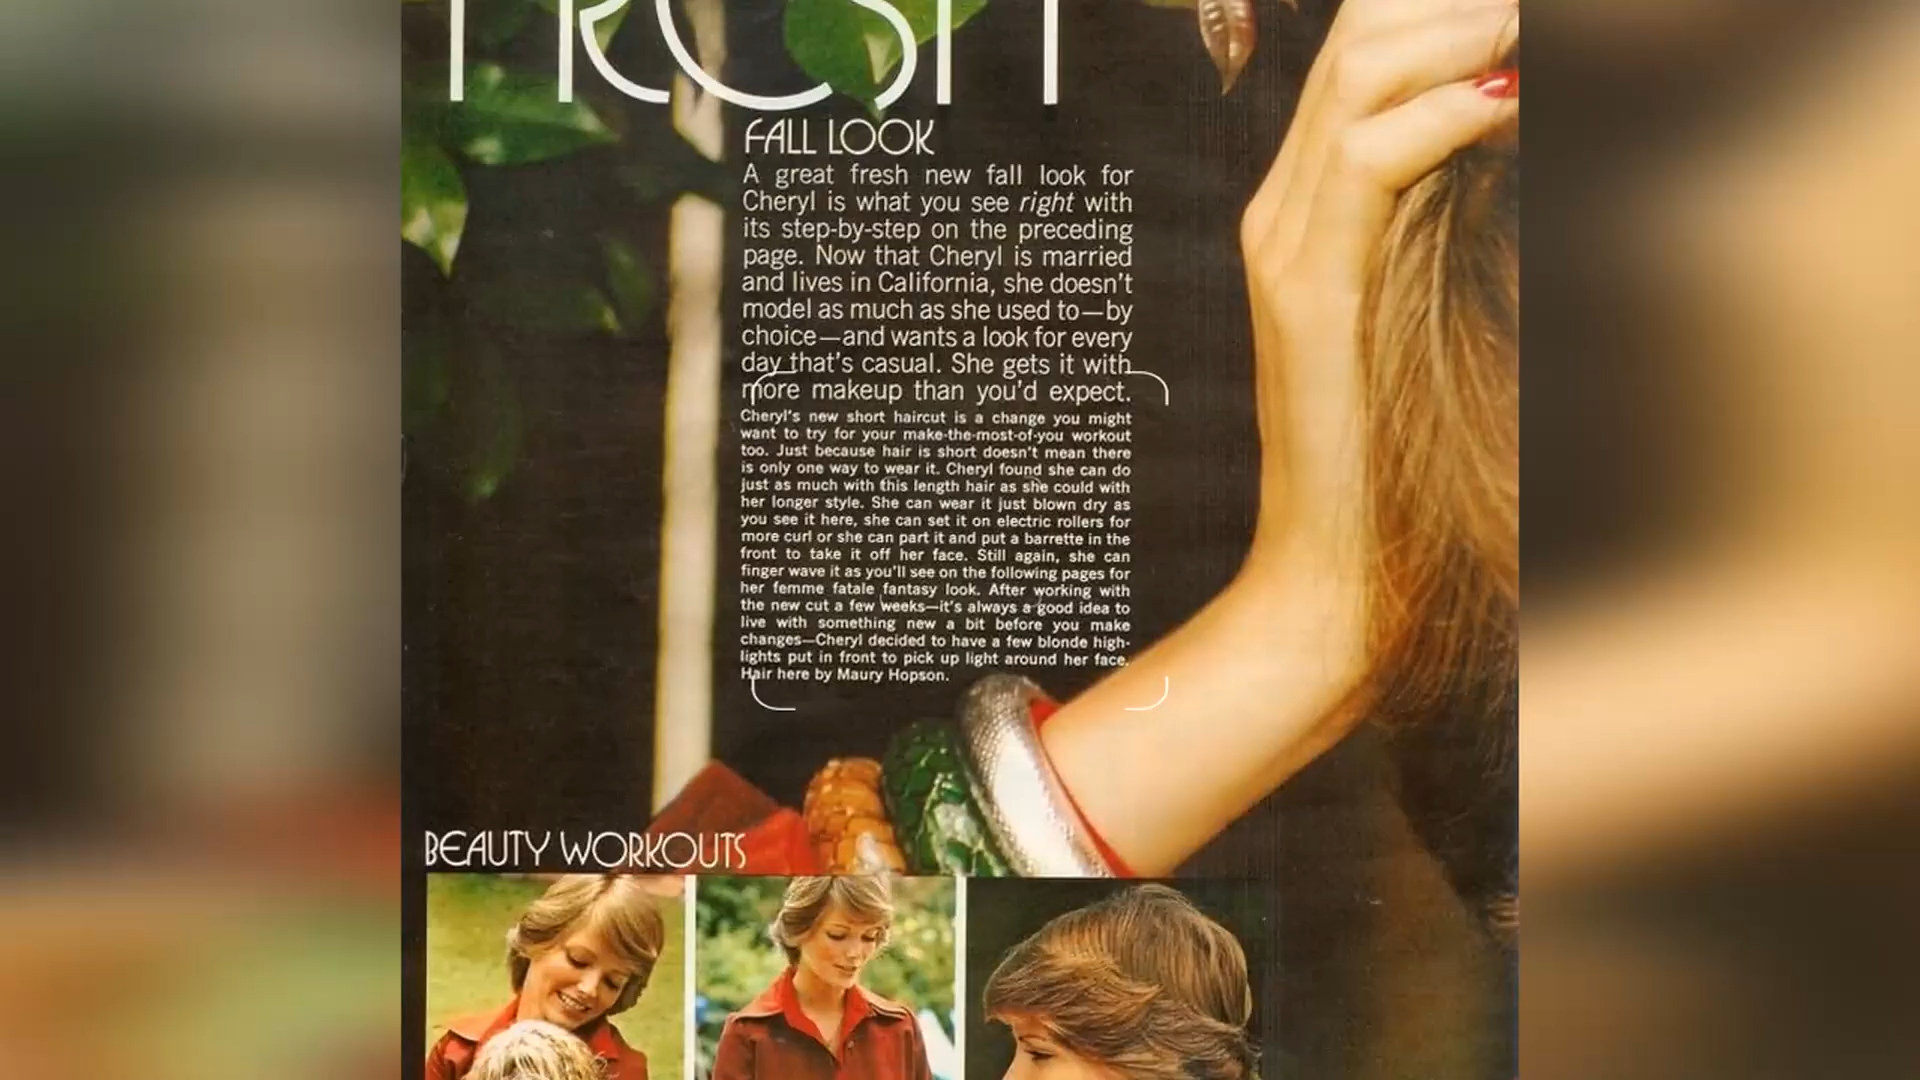 FRESH
FALL LOOK
A great fresh new fall look for
Cheryl is what you see right with
its step-by-step on the preceding
page. Now that Cheryl is married
and lives in California, she doesn't
model as much as she used to—by
choice—and wants a look for every
day that's casual. She gets it with
more makeup than you'd expect.
Cheryl's new short haircut is a change you might
want to try for your make-the-most-of-you workout
too. Just because hair is short doesn't mean there
is only one way to wear it. Cheryl found she can do
just as much with this length hair as she could with
her longer style. She can wear it just blown dry as
you see it here, she can set it on electric rollers for
more curl or she can part it and put a barrette in the
front to take it off her face. Still again, she can
finger wave it as you'll see on the following pages for
her femme fatale fantasy look. After working with
the new cut a few weeks—it's always a good idea to
live with something new a bit before you make
changes—Cheryl decided to have a few blonde high-
lights put in front to pick up light around her face.
Hair here by Maury Hopson.
BEAUTY WORKOUTS